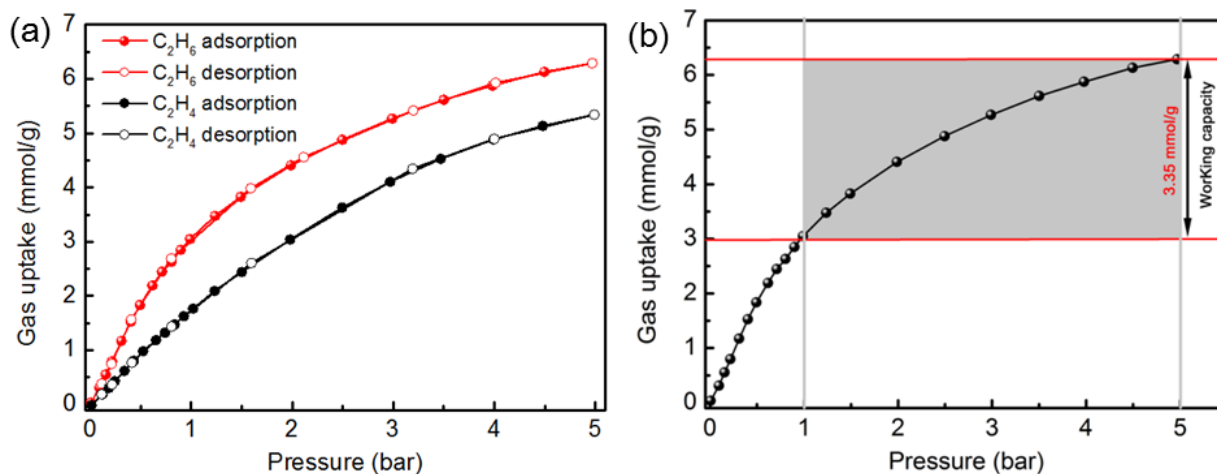 (a)
C₂H₆ adsorption
C₂H₆ desorption
C₂H₄ adsorption
C₂H₄ desorption
Gas uptake (mmol/g)
7
6
5
4
3
2
1
0
0 1 2 3 4 5
Pressure (bar)
(b)
Gas uptake (mmol/g)
7
6
5
4
3
2
1
0
3.35 mmol/g
WorKing capacity
0 1 2 3 4 5
Pressure (bar)